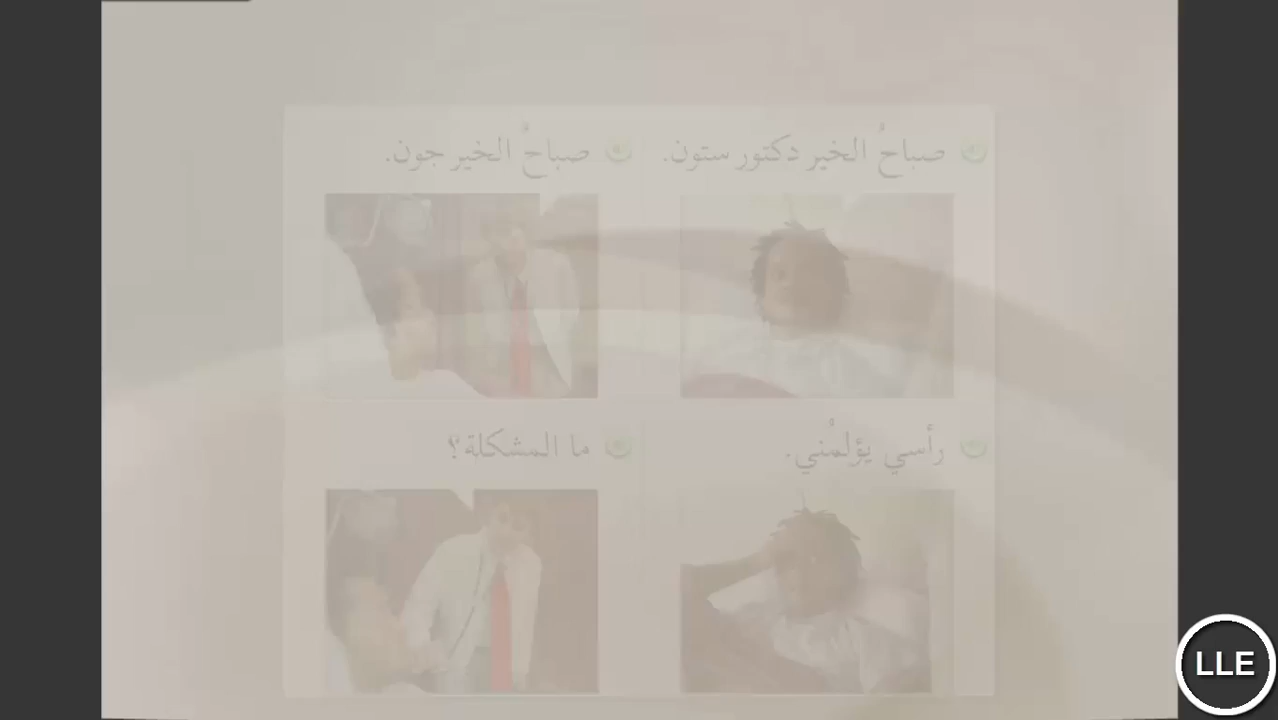 صباحُ الخير دكتور ستون.
صباحُ الخير جون.
رأسي يؤلمُني.
ما المشكلة؟
LLE